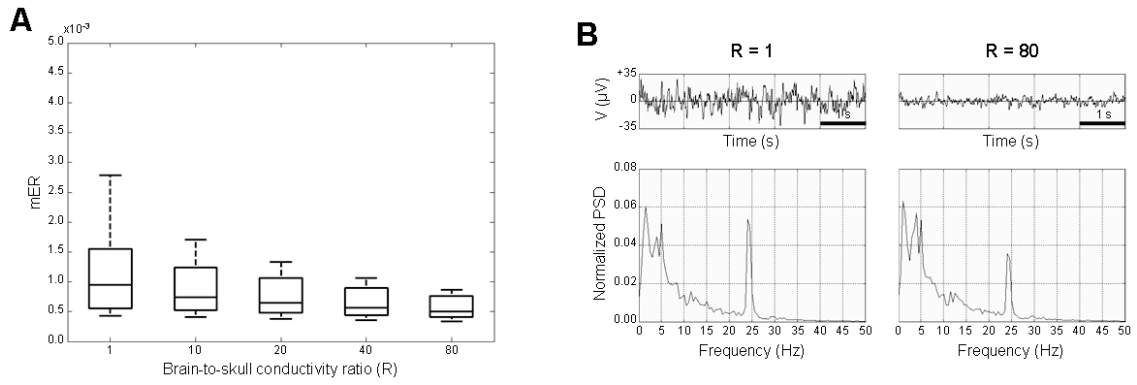 A
x10-3
mER
5.0
4.5
4.0
3.5
3.0
2.5
2.0
1.5
1.0
0.5
0.0
1 10 20 40 80
Brain-to-skull conductivity ratio (R)
B
R = 1
R = 80
V (µV)
+35
0
-35
s
1 s
Time (s)
Time (s)
Normalized PSD
0.08
0.06
0.04
0.02
0.00
0 5 10 15 20 25 30 35 40 45 50
0 5 10 15 20 25 30 35 40 45 50
Frequency (Hz)
Frequency (Hz)